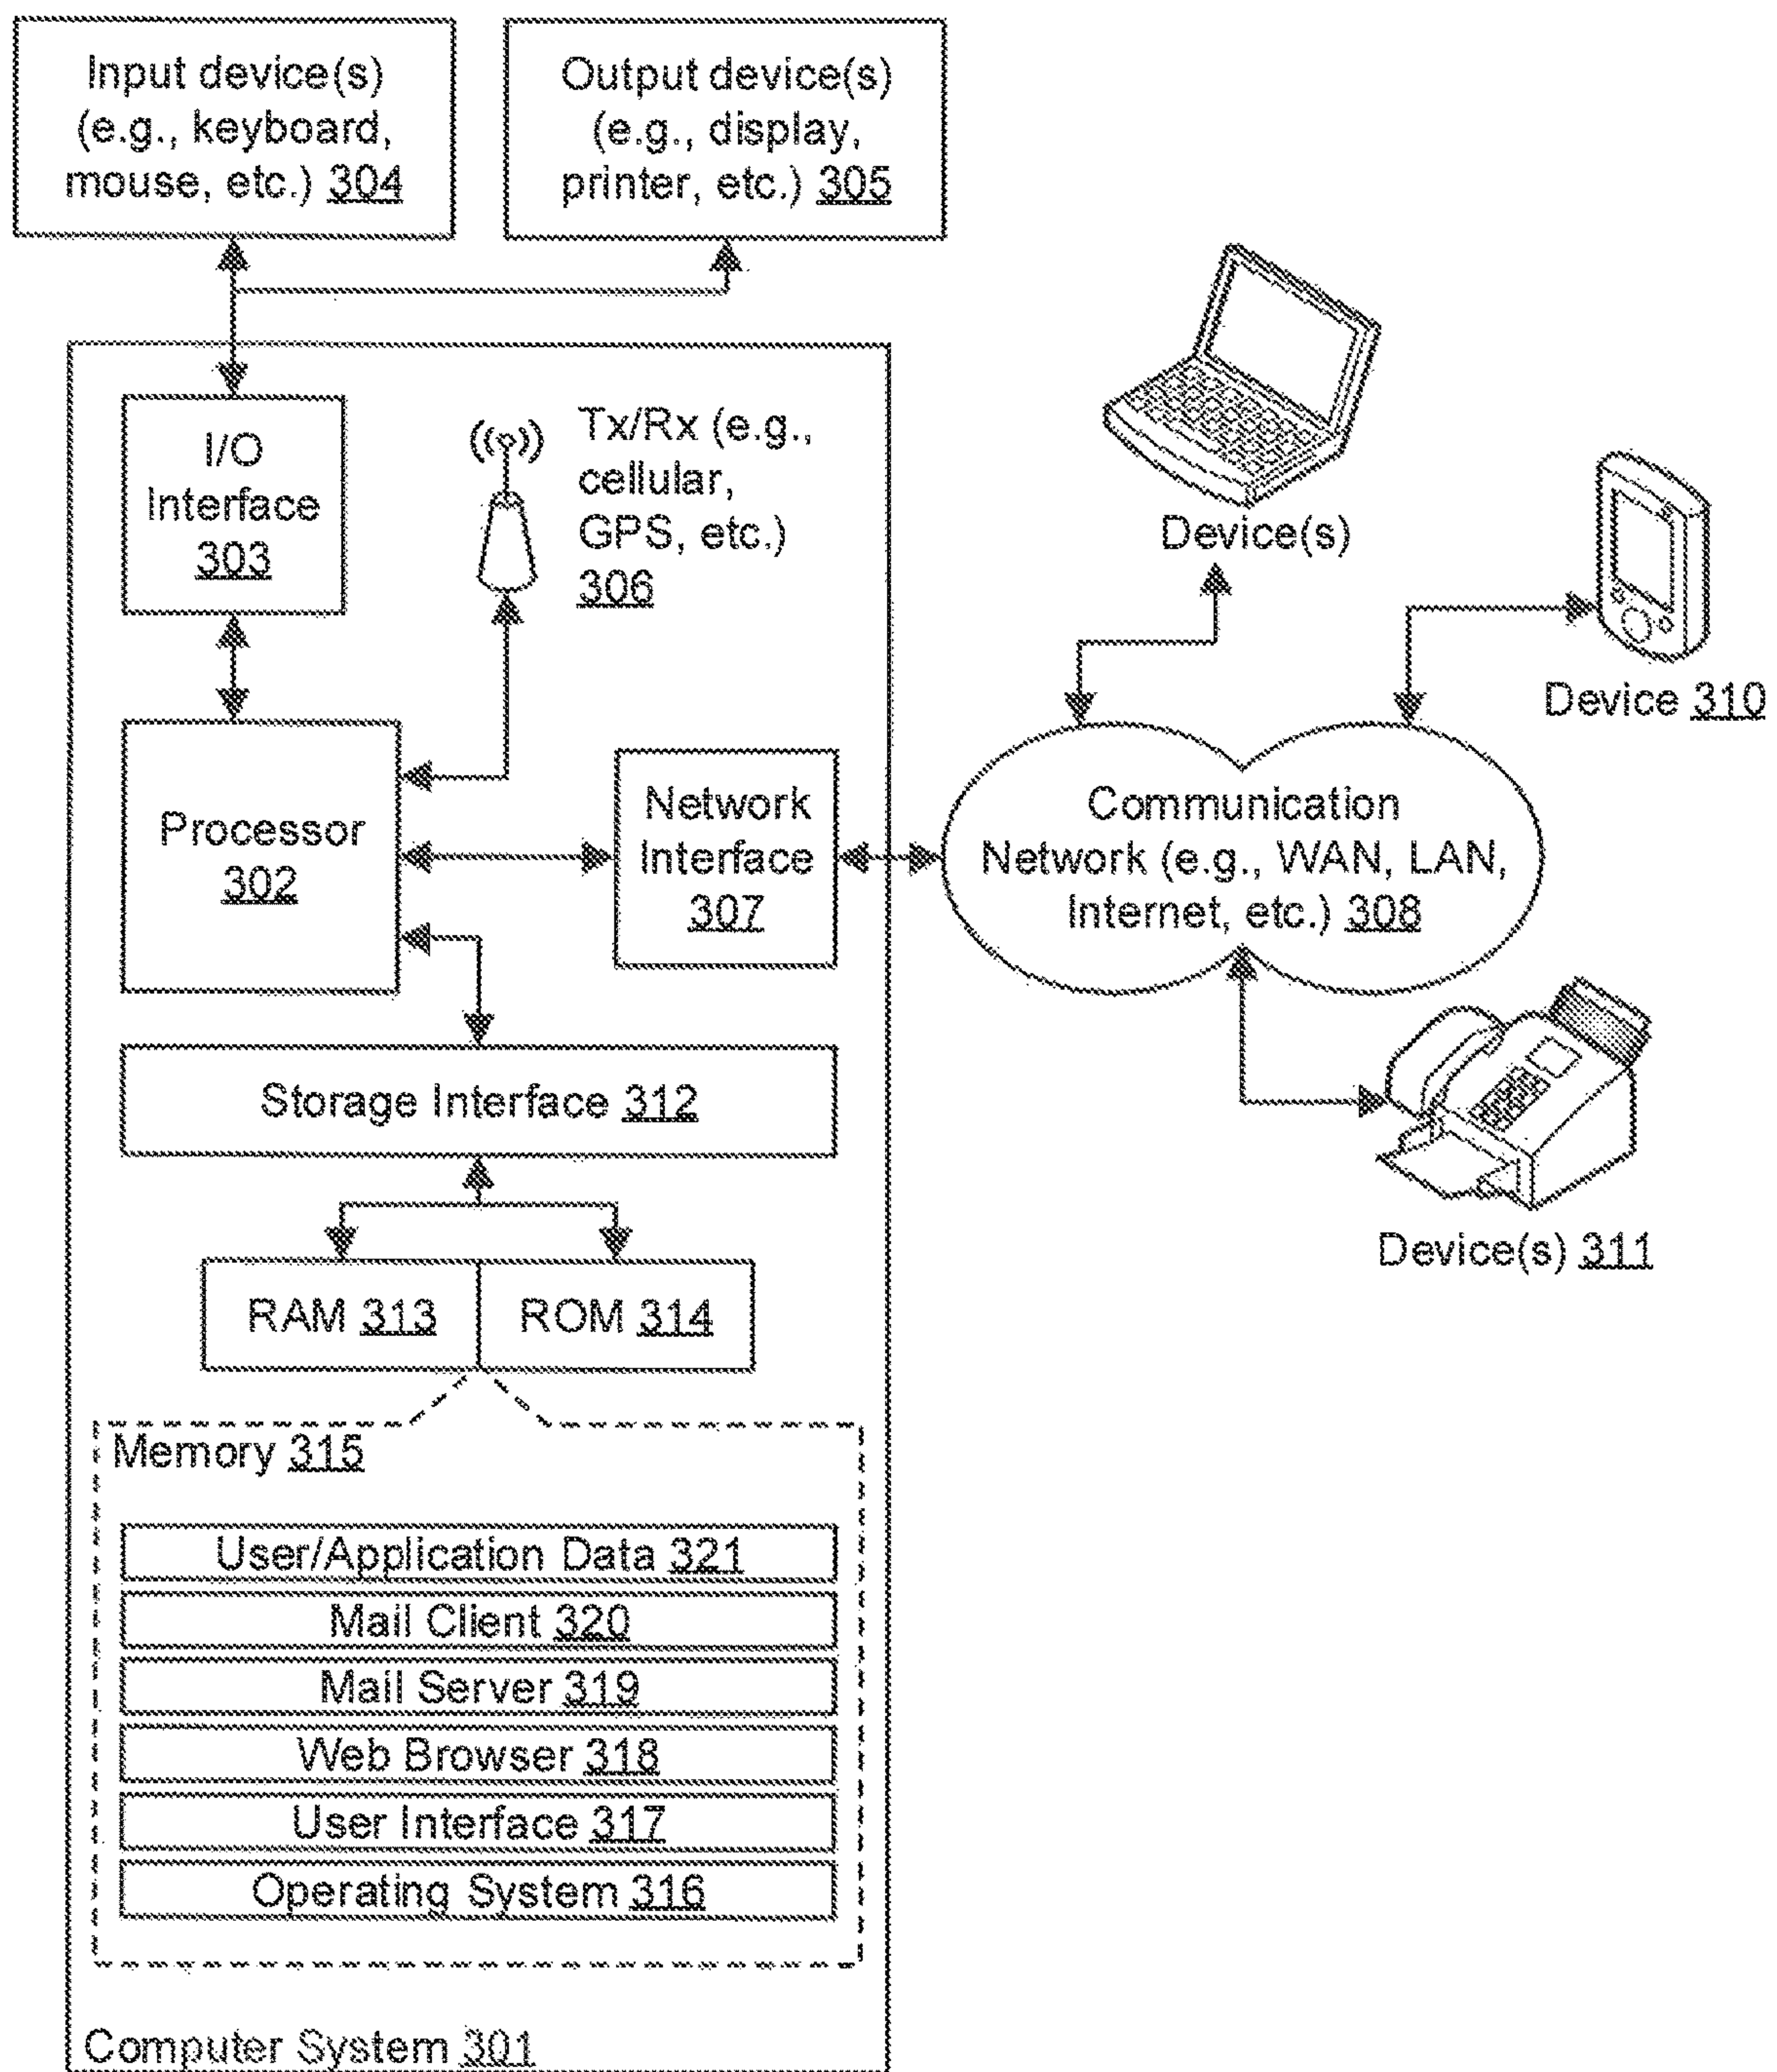 Input device(s)
(e.g., keyboard,
mouse, etc.) 304
Output device(s)
(e.g., display,
printer, etc.) 305
I/O
Interface
303
Tx/Rx (e.g.,
cellular,
GPS, etc.)
306
Device(s)
Device 310
Processor
302
Network
Interface
307
Communication
Network (e.g., WAN, LAN,
Internet, etc.) 308
Storage Interface 312
Device(s) 311
RAM 313
ROM 314
Memory 315
User/Application Data 321
Mail Client 320
Mail Server 319
Web Browser 318
User Interface 317
Operating System 316
Computer System 301